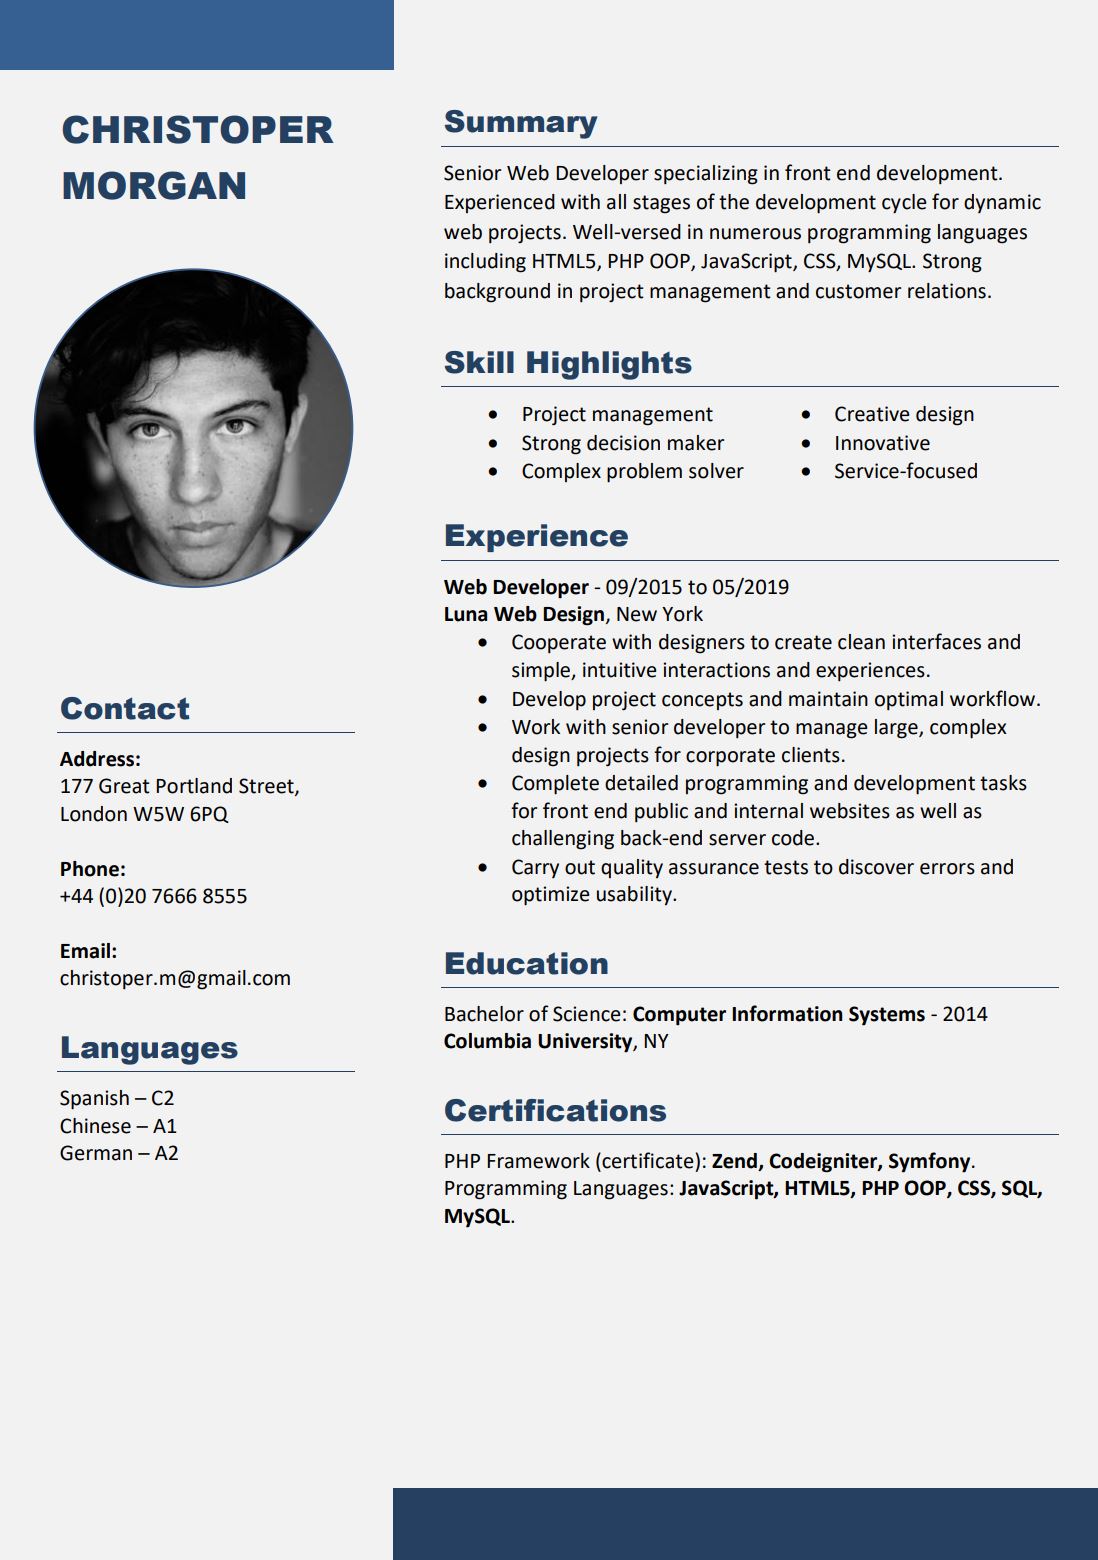 CHRISTOPER
MORGAN
Contact
Address:
177 Great Portland Street,
London W5W 6PQ
Phone:
+44 (0)20 7666 8555
Email:
christoper.m@gmail.com
Languages
Spanish – C2
Chinese – A1
German – A2
Summary
Senior Web Developer specializing in front end development.
Experienced with all stages of the development cycle for dynamic
web projects. Well-versed in numerous programming languages
including HTML5, PHP OOP, JavaScript, CSS, MySQL. Strong
background in project management and customer relations.
Skill Highlights
• Project management
• Strong decision maker
• Complex problem solver
• Creative design
• Innovative
• Service-focused
Experience
Web Developer - 09/2015 to 05/2019
Luna Web Design, New York
• Cooperate with designers to create clean interfaces and
simple, intuitive interactions and experiences.
• Develop project concepts and maintain optimal workflow.
• Work with senior developer to manage large, complex
design projects for corporate clients.
• Complete detailed programming and development tasks
for front end public and internal websites as well as
challenging back-end server code.
• Carry out quality assurance tests to discover errors and
optimize usability.
Education
Bachelor of Science: Computer Information Systems - 2014
Columbia University, NY
Certifications
PHP Framework (certificate): Zend, Codeigniter, Symfony.
Programming Languages: JavaScript, HTML5, PHP OOP, CSS, SQL,
MySQL.